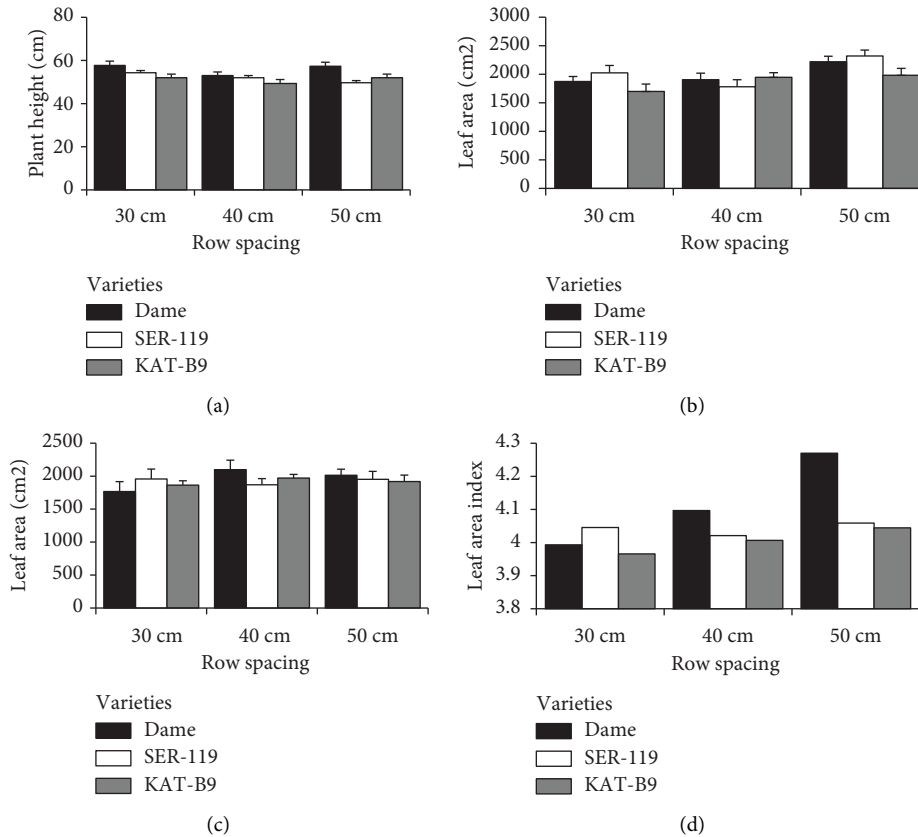 80
60
40
20
0
Plant height (cm)
30 cm
40 cm
50 cm
Row spacing
Varieties
Dame
SER-119
KAT-B9
(a)
3000
2500
2000
1500
1000
500
0
Leaf area (cm2)
30 cm
40 cm
50 cm
Row spacing
Varieties
Dame
SER-119
KAT-B9
(b)
2500
2000
1500
1000
500
0
Leaf area (cm2)
30 cm
40 cm
50 cm
Row spacing
Varieties
Dame
SER-119
KAT-B9
(c)
4.3
4.2
4.1
4
3.9
3.8
Leaf area index
30 cm
40 cm
50 cm
Row spacing
Varieties
Dame
SER-119
KAT-B9
(d)